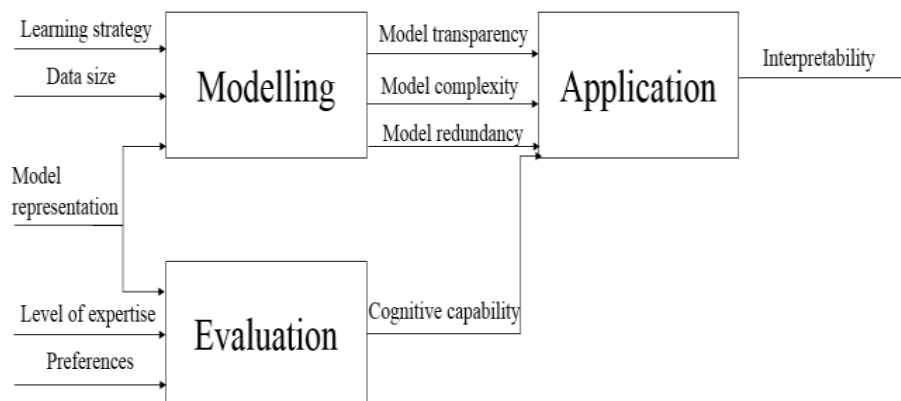 Learning strategy
Data size
Model
representation
Level of expertise
Preferences
Modelling
Evaluation
Model transparency
Model complexity
Model redundancy
Cognitive capability
Application
Interpretability